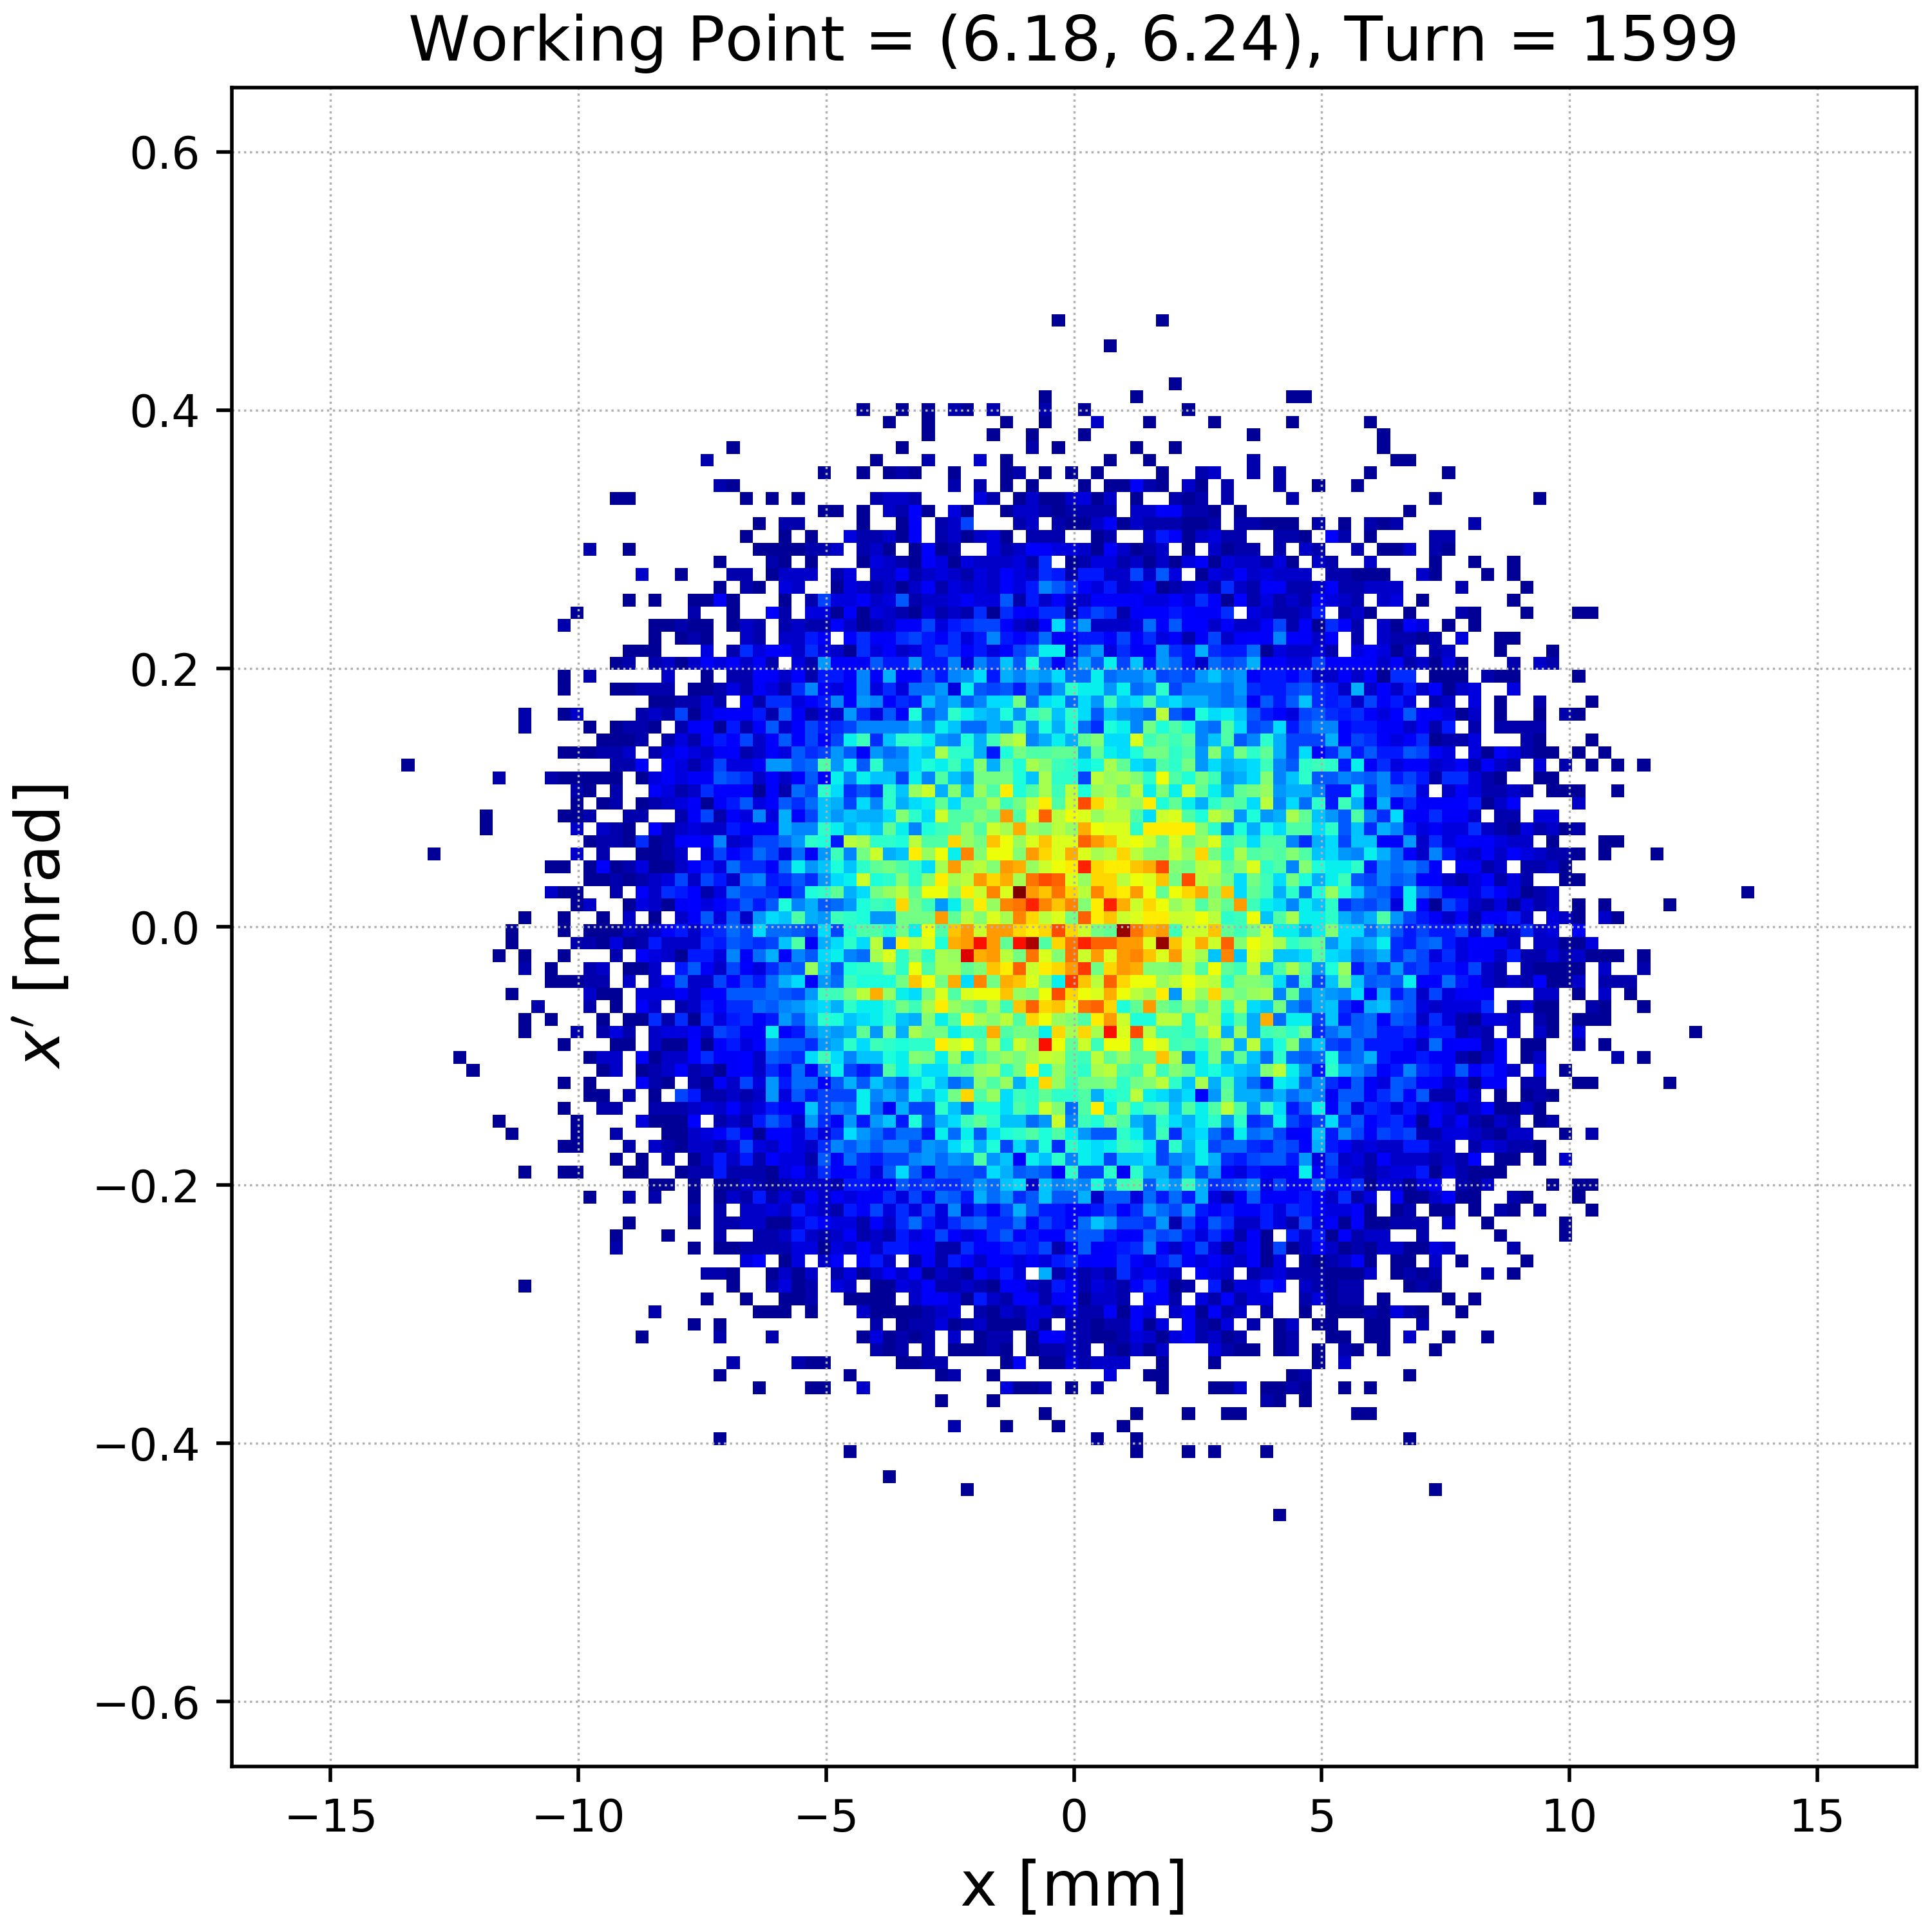 Working Point = (6.18, 6.24), Turn = 1599
0.6
0.4
0.2
0.0
−0.2
−0.4
−0.6
x′ [mrad]
−15 −10 −5 0 5 10 15
x [mm]